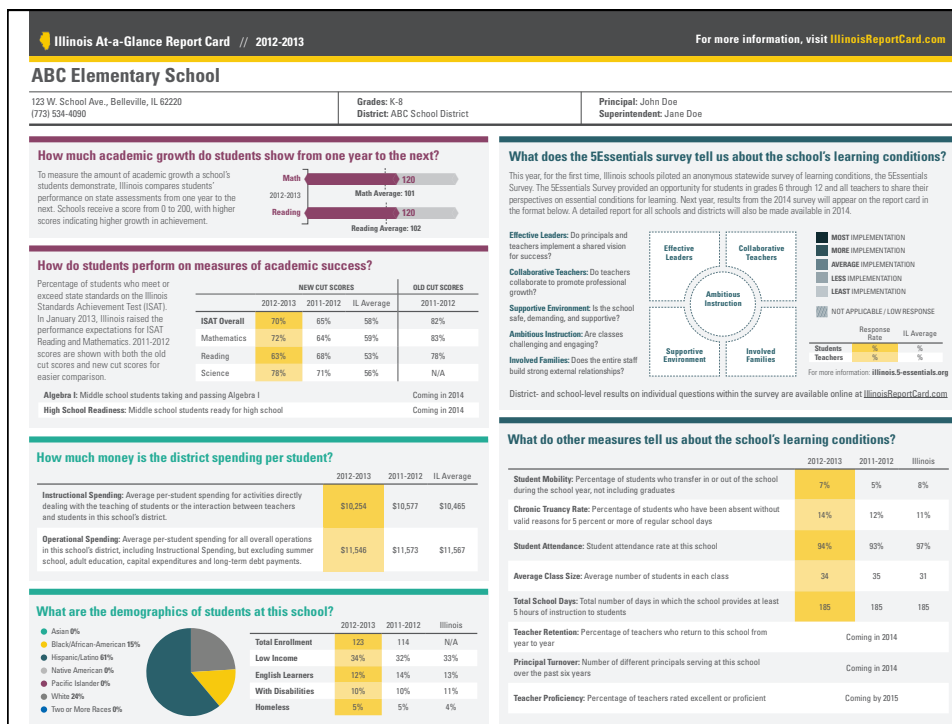 Illinois At-a-Glance Report Card // 2012-2013
For more information, visit IllinoisReportCard.com
ABC Elementary School
123 W. School Ave., Belleville, IL 62220
(773) 534-4090
Grades: K-8
District: ABC School District
Principal: John Doe
Superintendent: Jane Doe
How much academic growth do students show from one year to the next?
To measure the amount of academic growth a school's
students demonstrate, Illinois compares students'
performance on state assessments from one year to the
next. Schools receive a score from 0 to 200, with higher
scores indicating higher growth in achievement.
Math 120
2012-2013 Math Average: 101
Reading 120
Reading Average: 102
How do students perform on measures of academic success?
Percentage of students who meet or
exceed state standards on the Illinois
Standards Achievement Test (ISAT).
In January 2013, Illinois raised the
performance expectations for ISAT
Reading and Mathematics. 2011-2012
scores are shown with both the old
cut scores and new cut scores for
easier comparison.
NEW CUT SCORES OLD CUT SCORES
2012-2013 2011-2012 IL Average 2011-2012
ISAT Overall 70% 65% 58% 82%
Mathematics 72% 64% 59% 83%
Reading 63% 68% 53% 78%
Science 78% 71% 56% N/A
Algebra I: Middle school students taking and passing Algebra I Coming in 2014
High School Readiness: Middle school students ready for high school Coming in 2014
How much money is the district spending per student?
2012-2013 2011-2012 IL Average
Instructional Spending: Average per-student spending for activities directly
dealing with the teaching of students or the interaction between teachers
and students in this school's district.
$10,254 $10,577 $10,465
Operational Spending: Average per-student spending for all overall operations
in this school's district, including Instructional Spending, but excluding summer
school, adult education, capital expenditures and long-term debt payments.
$11,546 $11,573 $11,567
What are the demographics of students at this school?
Asian 0%
Black/African-American 15%
Hispanic/Latino 61%
Native American 0%
Pacific Islander 0%
White 24%
Two or More Races 0%
2012-2013 2011-2012 Illinois
Total Enrollment 123 114 N/A
Low Income 34% 32% 33%
English Learners 12% 14% 13%
With Disabilities 10% 10% 11%
Homeless 5% 5% 4%
What does the 5Essentials survey tell us about the school's learning conditions?
This year, for the first time, Illinois schools piloted an anonymous statewide survey of learning conditions, the 5Essentials
Survey. The 5Essentials Survey provided an opportunity for students in grades 6 through 12 and all teachers to share their
perspectives on essential conditions for learning. Next year, results from the 2014 survey will appear on the report card in
the format below. A detailed report for all schools and districts will also be made available in 2014.
Effective Leaders: Do principals and
teachers implement a shared vision
for success?
Collaborative Teachers: Do teachers
collaborate to promote professional
growth?
Supportive Environment: Is the school
safe, demanding, and supportive?
Ambitious Instruction: Are classes
challenging and engaging?
Involved Families: Does the entire staff
build strong external relationships?
Effective
Leaders
Collaborative
Teachers
Ambitious
Instruction
Supportive
Environment
Involved
Families
MOST IMPLEMENTATION
MORE IMPLEMENTATION
AVERAGE IMPLEMENTATION
LESS IMPLEMENTATION
LEAST IMPLEMENTATION
NOT APPLICABLE / LOW RESPONSE
Response
Rate IL Average
Students % %
Teachers % %
For more information: illinois.5-essentials.org
District- and school-level results on individual questions within the survey are available online at IllinoisReportCard.com
What do other measures tell us about the school's learning conditions?
2012-2013 2011-2012 Illinois
Student Mobility: Percentage of students who transfer in or out of the school
during the school year, not including graduates
7% 5% 8%
Chronic Truancy Rate: Percentage of students who have been absent without
valid reasons for 5 percent or more of regular school days
14% 12% 11%
Student Attendance: Student attendance rate at this school 94% 93% 97%
Average Class Size: Average number of students in each class 34 35 31
Total School Days: Total number of days in which the school provides at least
5 hours of instruction to students
185 185 185
Teacher Retention: Percentage of teachers who return to this school from
year to year
Coming in 2014
Principal Turnover: Number of different principals serving at this school
over the past six years
Coming in 2014
Teacher Proficiency: Percentage of teachers rated excellent or proficient Coming by 2015